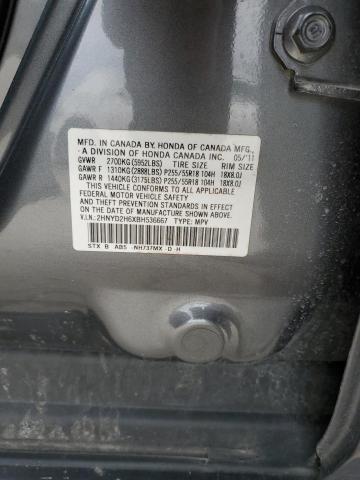 MFD. IN CANADA BY HONDA OF CANADA MFG.,
A DIVISION OF HONDA CANADA INC. 05/'11
GVWR 2700KG(5952LBS) TIRE SIZE RIM SIZE
GAWR F 1310KG(2888LBS) P255/55R18 104H 18X8.0J
GAWR R 1440KG(3175LBS) P255/55R18 104H 18X8.0J
THIS VEHICLE CONFORMS TO ALL APPLICABLE
FEDERAL MOTOR VEHICLE SAFETY AND
THEFT PREVENTION STANDARDS IN EFFECT
ON THE DATE OF MANUFACTURE SHOWN ABOVE.
V.I.N.: 2HNYD2H6XBH536667 TYPE: MPV
STX B ABS NH737MX -D -H